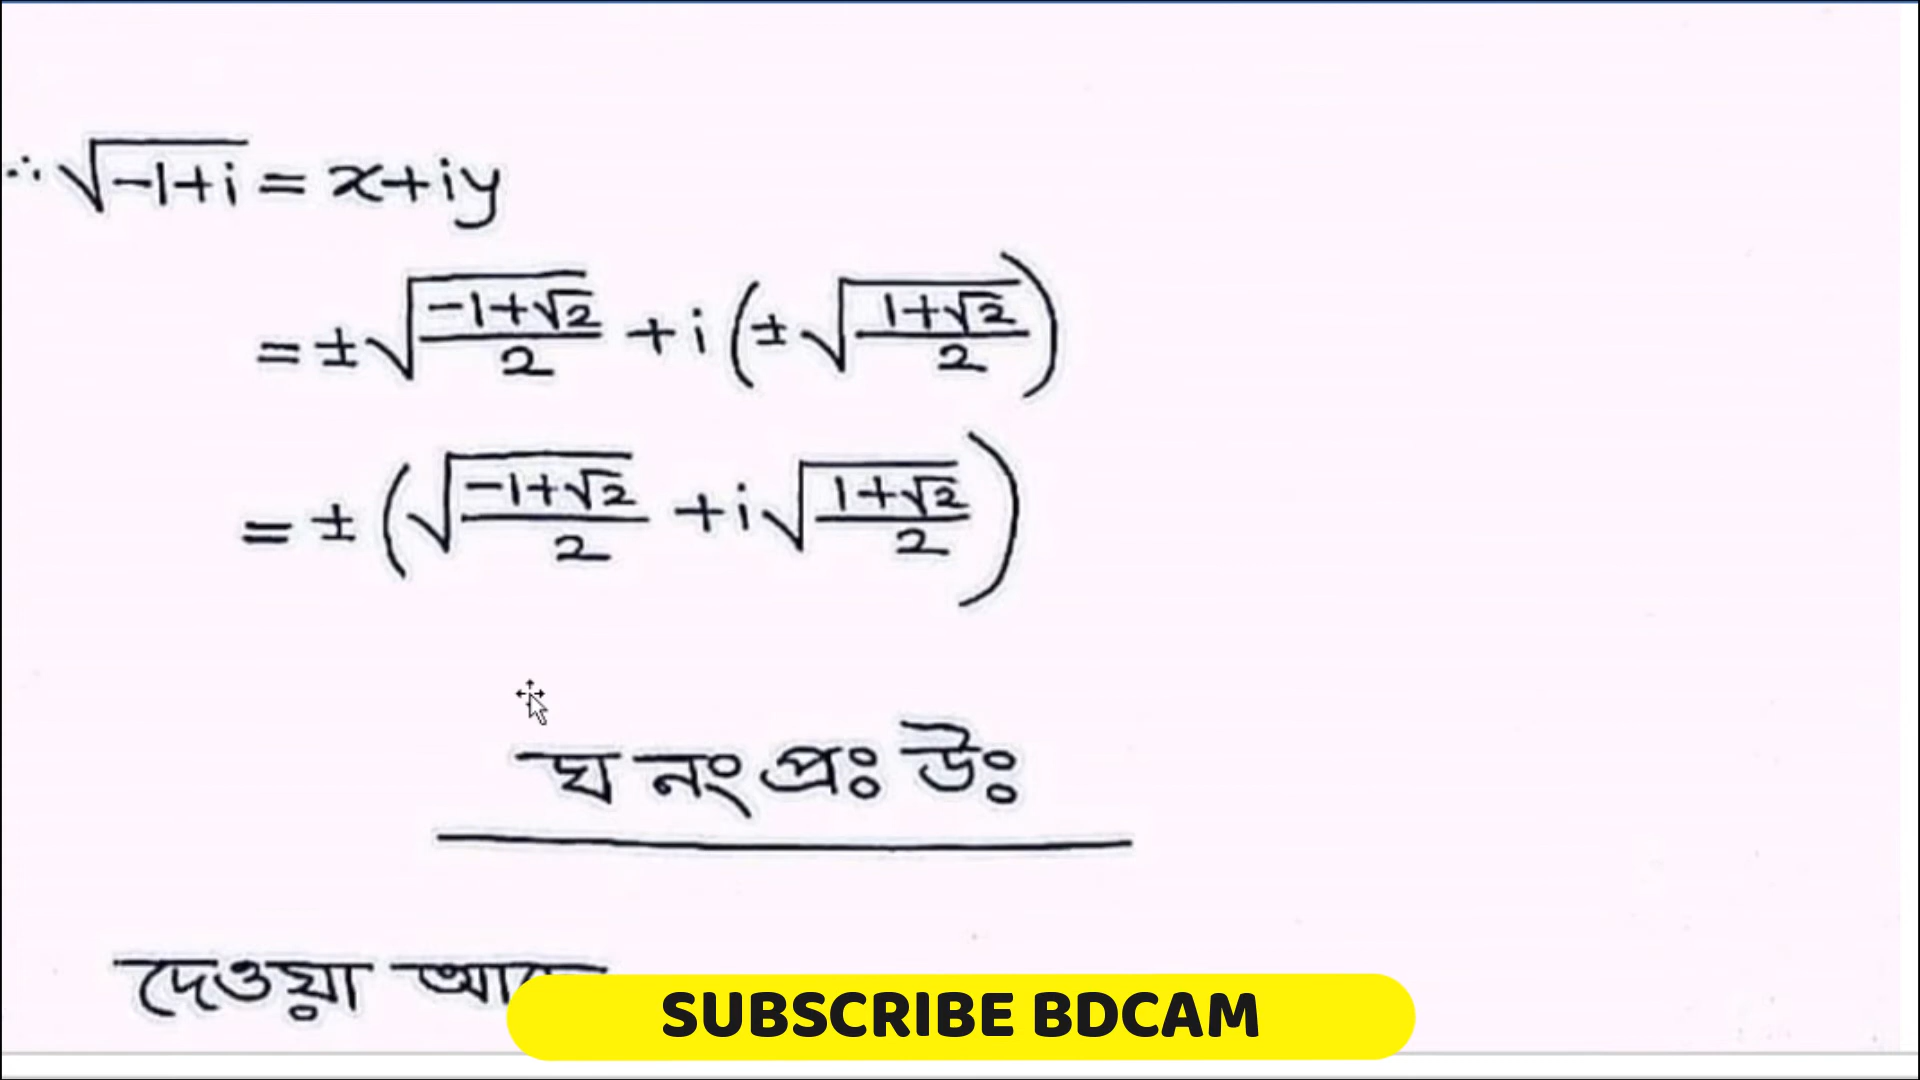 ∴ √(-1+i) = x+iy
= ± √((-1+√2)/2) + i (± √((1+√2)/2))
= ± (√((-1+√2)/2) + i √((1+√2)/2))
ঘ নং প্রঃ উঃ
দেওয়া
SUBSCRIBE BDCAM